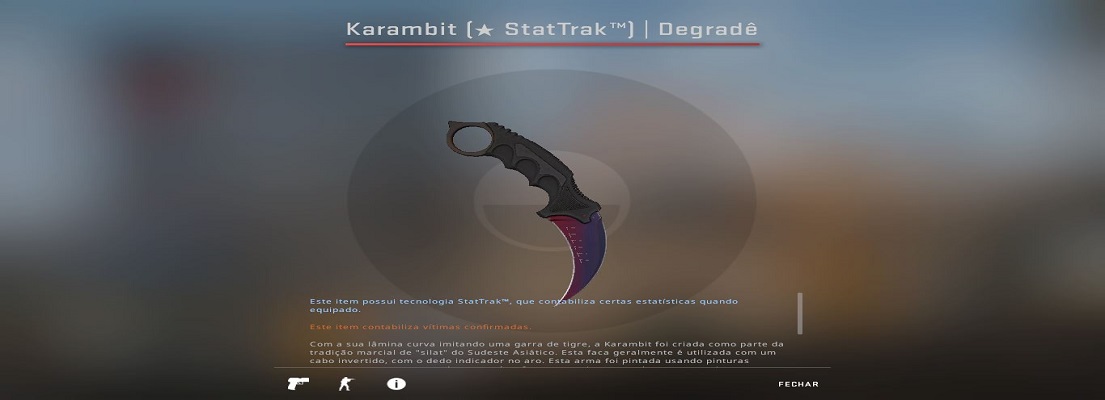 Karambit (★ StatTrak™) | Degradê
Este item possui tecnologia StatTrak™, que contabiliza certas estatísticas quando
equipado.
Este item contabiliza vítimas confirmadas.
Com a sua lâmina curva imitando uma garra de tigre, a Karambit foi criada como parte da
tradição marcial de "silat" do Sudeste Asiático. Esta faca geralmente é utilizada com um
cabo invertido, com o dedo indicador no aro. Esta arma foi pintada usando pinturas
FECHAR